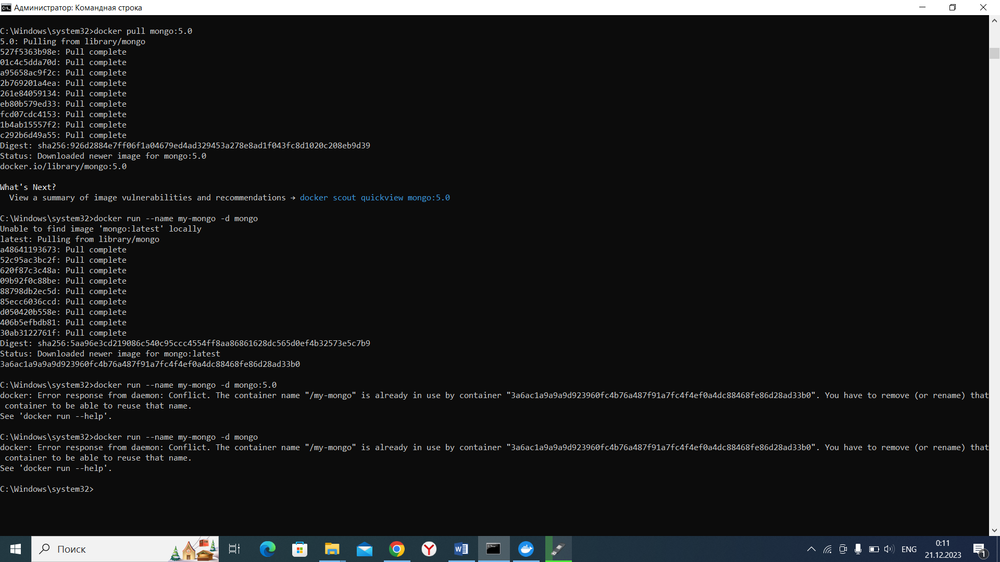 Администратор: Командная строка
C:\Windows\system32>docker pull mongo:5.0
5.0: Pulling from library/mongo
527f5363b98e: Pull complete
01c4c5dda70d: Pull complete
a95658ac9f2c: Pull complete
2b769201a4ea: Pull complete
261e84059134: Pull complete
eb80b579ed33: Pull complete
fcd07cdc4153: Pull complete
1b4ab15557f2: Pull complete
c292b6d49a55: Pull complete
Digest: sha256:926d2884e7ff06f1a04679ed4ad329453a278e8ad1f043fc8d1020c208eb9d39
Status: Downloaded newer image for mongo:5.0
docker.io/library/mongo:5.0
What's Next?
View a summary of image vulnerabilities and recommendations → docker scout quickview mongo:5.0
C:\Windows\system32>docker run --name my-mongo -d mongo
Unable to find image 'mongo:latest' locally
latest: Pulling from library/mongo
a48641193673: Pull complete
52c95ac3bc2f: Pull complete
620f87c3c48a: Pull complete
09b92f0c88be: Pull complete
88798db2ec5d: Pull complete
85ecc6036ccd: Pull complete
d050420b558e: Pull complete
406b5efbdb81: Pull complete
30ab3122761f: Pull complete
Digest: sha256:5aa96e3cd219086c540c95ccc4554ff8aa86861628dc565d0ef4b32573e5c7b9
Status: Downloaded newer image for mongo:latest
3a6ac1a9a9a9d923960fc4b76a487f91a7fc4f4ef0a4dc88468fe86d28ad33b0
C:\Windows\system32>docker run --name my-mongo -d mongo:5.0
docker: Error response from daemon: Conflict. The container name "/my-mongo" is already in use by container "3a6ac1a9a9a9d923960fc4b76a487f91a7fc4f4ef0a4dc88468fe86d28ad33b0". You have to remove (or rename) that
container to be able to reuse that name.
See 'docker run --help'.
C:\Windows\system32>docker run --name my-mongo -d mongo
docker: Error response from daemon: Conflict. The container name "/my-mongo" is already in use by container "3a6ac1a9a9a9d923960fc4b76a487f91a7fc4f4ef0a4dc88468fe86d28ad33b0". You have to remove (or rename) that
container to be able to reuse that name.
See 'docker run --help'.
C:\Windows\system32>
Поиск
ENG
0:11
21.12.2023
1